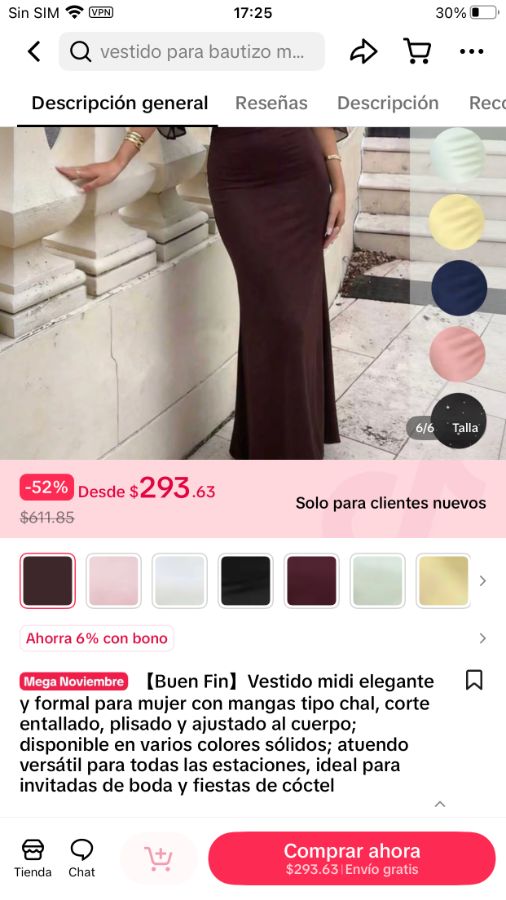 Sin SIM VPN 17:25 30%
vestido para bautizo m...
Descripción general Reseñas Descripción Reco
6/6 Talla
-52% Desde $293.63 Solo para clientes nuevos
$611.85
Ahorra 6% con bono
Mega Noviembre 【Buen Fin】Vestido midi elegante
y formal para mujer con mangas tipo chal, corte
entallado, plisado y ajustado al cuerpo;
disponible en varios colores sólidos; atuendo
versátil para todas las estaciones, ideal para
invitadas de boda y fiestas de cóctel
Comprar ahora
Tienda Chat $293.63 | Envío gratis